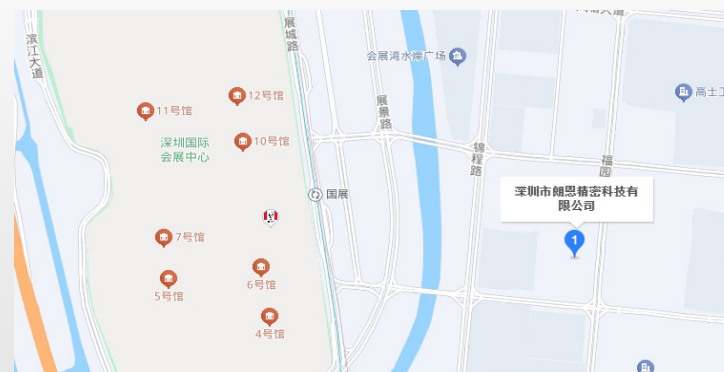 滨江大道
展城路
会展湾水岸广场
12号馆
11号馆
高士工
展景路
10号馆
深圳国际
会展中心
锦程路
福园
国展
深圳市朗恩精密科技有
限公司
1
7号馆
6号馆
5号馆
4号馆